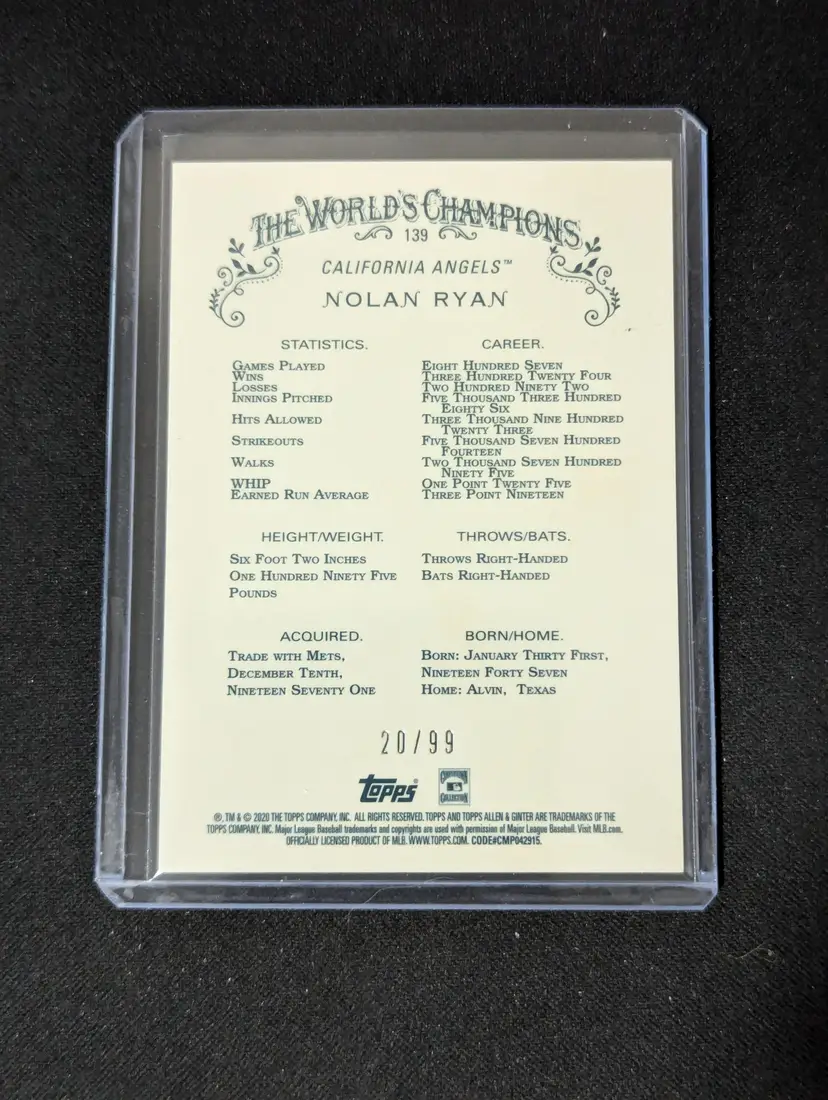 THE WORLD'S CHAMPIONS
139
CALIFORNIA ANGELS™
NOLAN RYAN
STATISTICS. CAREER.
GAMES PLAYED EIGHT HUNDRED SEVEN
WINS THREE HUNDRED TWENTY FOUR
LOSSES TWO HUNDRED NINETY TWO
INNINGS PITCHED FIVE THOUSAND THREE HUNDRED
EIGHTY SIX
HITS ALLOWED THREE THOUSAND NINE HUNDRED
TWENTY THREE
STRIKEOUTS FIVE THOUSAND SEVEN HUNDRED
FOURTEEN
WALKS TWO THOUSAND SEVEN HUNDRED
NINETY FIVE
WHIP ONE POINT TWENTY FIVE
EARNED RUN AVERAGE THREE POINT NINETEEN
HEIGHT/WEIGHT. THROWS/BATS.
SIX FOOT TWO INCHES THROWS RIGHT-HANDED
ONE HUNDRED NINETY FIVE BATS RIGHT-HANDED
POUNDS
ACQUIRED. BORN/HOME.
TRADE WITH METS, BORN: JANUARY THIRTY FIRST,
DECEMBER TENTH, NINETEEN FORTY SEVEN
NINETEEN SEVENTY ONE HOME: ALVIN, TEXAS
20/99
Topps® COOPERSTOWN
COLLECTION
®, TM & © 2020 THE TOPPS COMPANY, INC. ALL RIGHTS RESERVED. TOPPS AND TOPPS ALLEN & GINTER ARE TRADEMARKS OF THE
TOPPS COMPANY, INC. Major League Baseball trademarks and copyrights are used with permission of Major League Baseball. Visit MLB.com.
OFFICIALLY LICENSED PRODUCT OF MLB. WWW.TOPPS.COM. CODE#CMP042915.